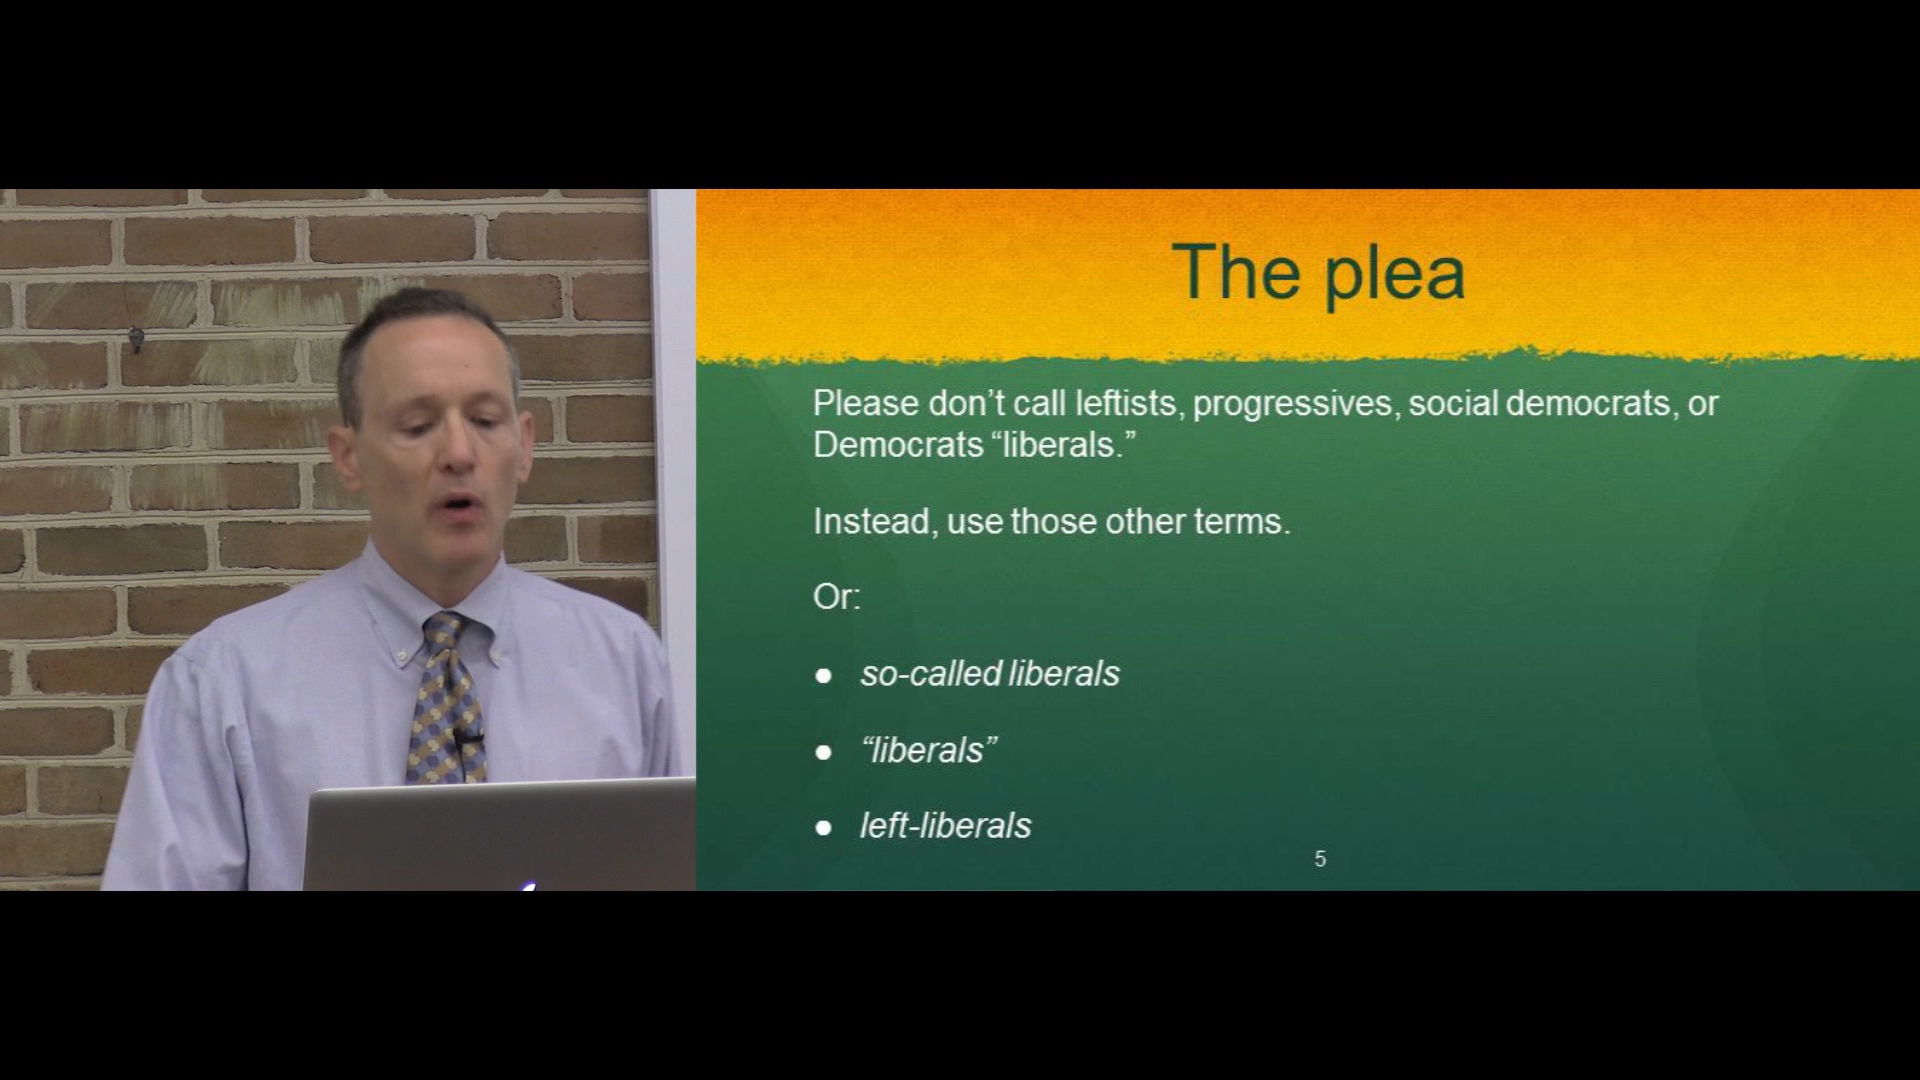 The plea
Please don’t call leftists, progressives, social democrats, or
Democrats “liberals.”
Instead, use those other terms.
Or:
● so-called liberals
● “liberals”
● left-liberals
5